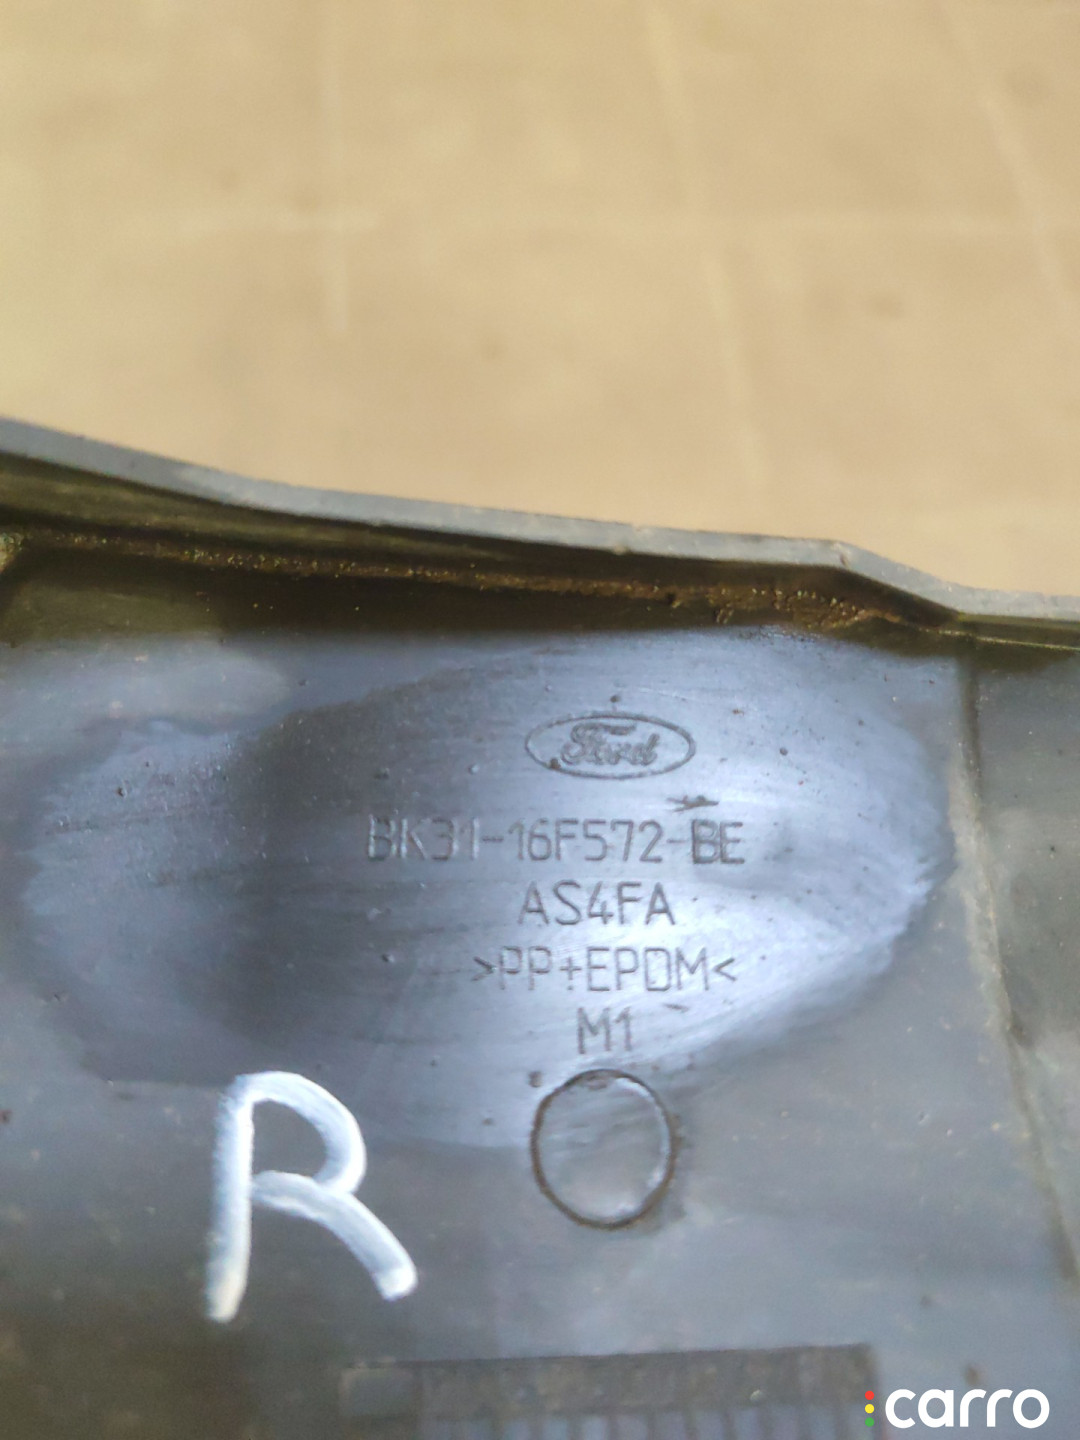 Ford
BK31-16F572-BE
AS4FA
>PP+EPDM<
M1
R
carro